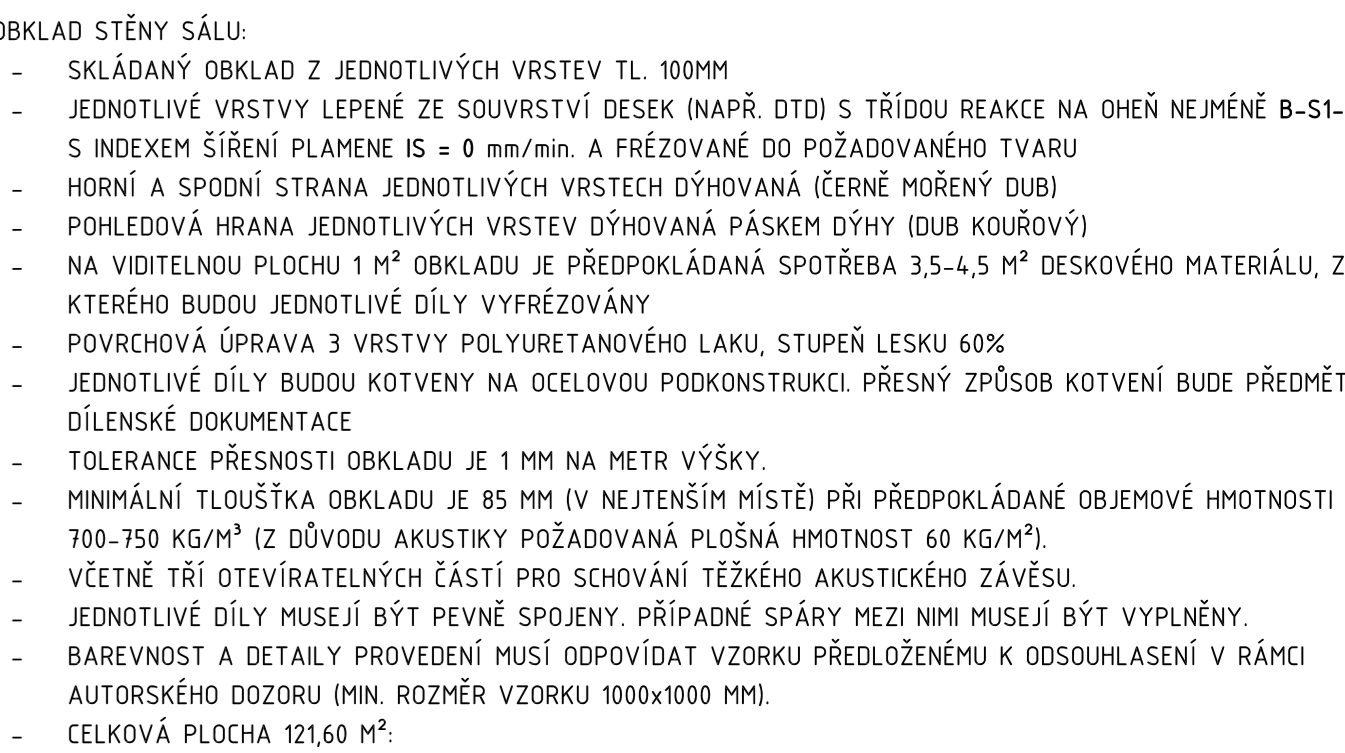 OBKLAD STĚNY SÁLU:
- SKLÁDANÝ OBKLAD Z JEDNOTLIVÝCH VRSTEV TL. 100MM
- JEDNOTLIVÉ VRSTVY LEPENÉ ZE SOUVRSTVÍ DESEK (NAPŘ. DTD) S TŘÍDOU REAKCE NA OHEŇ NEJMÉNĚ B-S1-
S INDEXEM ŠÍŘENÍ PLAMENE IS = 0 mm/min. A FRÉZOVANÉ DO POŽADOVANÉHO TVARU
- HORNÍ A SPODNÍ STRANA JEDNOTLIVÝCH VRSTECH DÝHOVANÁ (ČERNĚ MOŘENÝ DUB)
- POHLEDOVÁ HRANA JEDNOTLIVÝCH VRSTEV DÝHOVANÁ PÁSKEM DÝHY (DUB KOUŘOVÝ)
- NA VIDITELNOU PLOCHU 1 M² OBKLADU JE PŘEDPOKLÁDANÁ SPOTŘEBA 3,5-4,5 M² DESKOVÉHO MATERIÁLU, Z
KTERÉHO BUDOU JEDNOTLIVÉ DÍLY VYFRÉZOVÁNY
- POVRCHOVÁ ÚPRAVA 3 VRSTVY POLYURETANOVÉHO LAKU, STUPEŇ LESKU 60%
- JEDNOTLIVÉ DÍLY BUDOU KOTVENY NA OCELOVOU PODKONSTRUKCI. PŘESNÝ ZPŮSOB KOTVENÍ BUDE PŘEDMĚT
DÍLENSKÉ DOKUMENTACE
- TOLERANCE PŘESNOSTI OBKLADU JE 1 MM NA METR VÝŠKY.
- MINIMÁLNÍ TLOUŠŤKA OBKLADU JE 85 MM (V NEJTENŠÍM MÍSTĚ) PŘI PŘEDPOKLÁDANÉ OBJEMOVÉ HMOTNOSTI
700-750 KG/M³ (Z DŮVODU AKUSTIKY POŽADOVANÁ PLOŠNÁ HMOTNOST 60 KG/M²).
- VČETNĚ TŘÍ OTEVÍRATELNÝCH ČÁSTÍ PRO SCHOVÁNÍ TĚŽKÉHO AKUSTICKÉHO ZÁVĚSU.
- JEDNOTLIVÉ DÍLY MUSEJÍ BÝT PEVNĚ SPOJENY. PŘÍPADNÉ SPÁRY MEZI NIMI MUSEJÍ BÝT VYPLNĚNY.
- BAREVNOST A DETAILY PROVEDENÍ MUSÍ ODPOVÍDAT VZORKU PŘEDLOŽENÉMU K ODSOUHLASENÍ V RÁMCI
AUTORSKÉHO DOZORU (MIN. ROZMĚR VZORKU 1000x1000 MM).
- CELKOVÁ PLOCHA 121,60 M²: